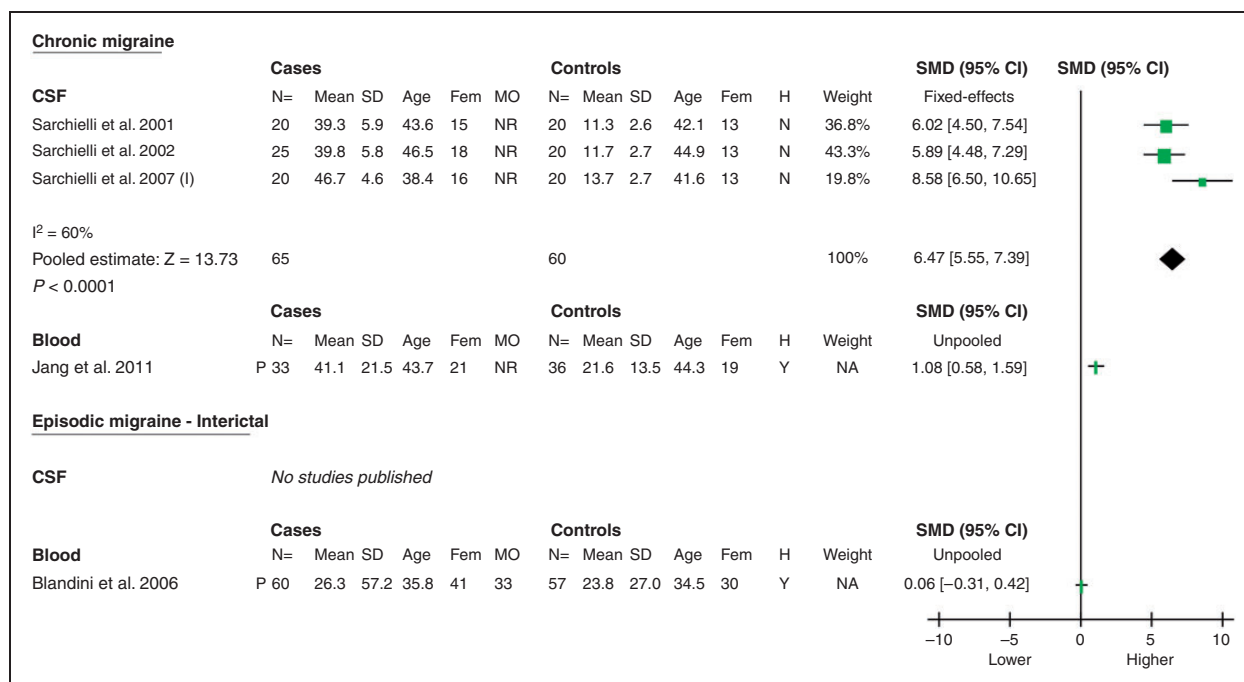 Chronic migraine
Cases Controls SMD (95% CI) SMD (95% CI)
CSF N= Mean SD Age Fem MO N= Mean SD Age Fem H Weight Fixed-effects
Sarchielli et al. 2001 20 39.3 5.9 43.6 15 NR 20 11.3 2.6 42.1 13 N 36.8% 6.02 [4.50, 7.54]
Sarchielli et al. 2002 25 39.8 5.8 46.5 18 NR 20 11.7 2.7 44.9 13 N 43.3% 5.89 [4.48, 7.29]
Sarchielli et al. 2007 (I) 20 46.7 4.6 38.4 16 NR 20 13.7 2.7 41.6 13 N 19.8% 8.58 [6.50, 10.65]
I² = 60%
Pooled estimate: Z = 13.73 65 60 100% 6.47 [5.55, 7.39]
P < 0.0001
Cases Controls SMD (95% CI)
Blood N= Mean SD Age Fem MO N= Mean SD Age Fem H Weight Unpooled
Jang et al. 2011 P 33 41.1 21.5 43.7 21 NR 36 21.6 13.5 44.3 19 Y NA 1.08 [0.58, 1.59]
Episodic migraine - Interictal
CSF No studies published
Cases Controls SMD (95% CI)
Blood N= Mean SD Age Fem MO N= Mean SD Age Fem H Weight Unpooled
Blandini et al. 2006 P 60 26.3 57.2 35.8 41 33 57 23.8 27.0 34.5 30 Y NA 0.06 [−0.31, 0.42]
−10 −5 0 5 10
Lower Higher